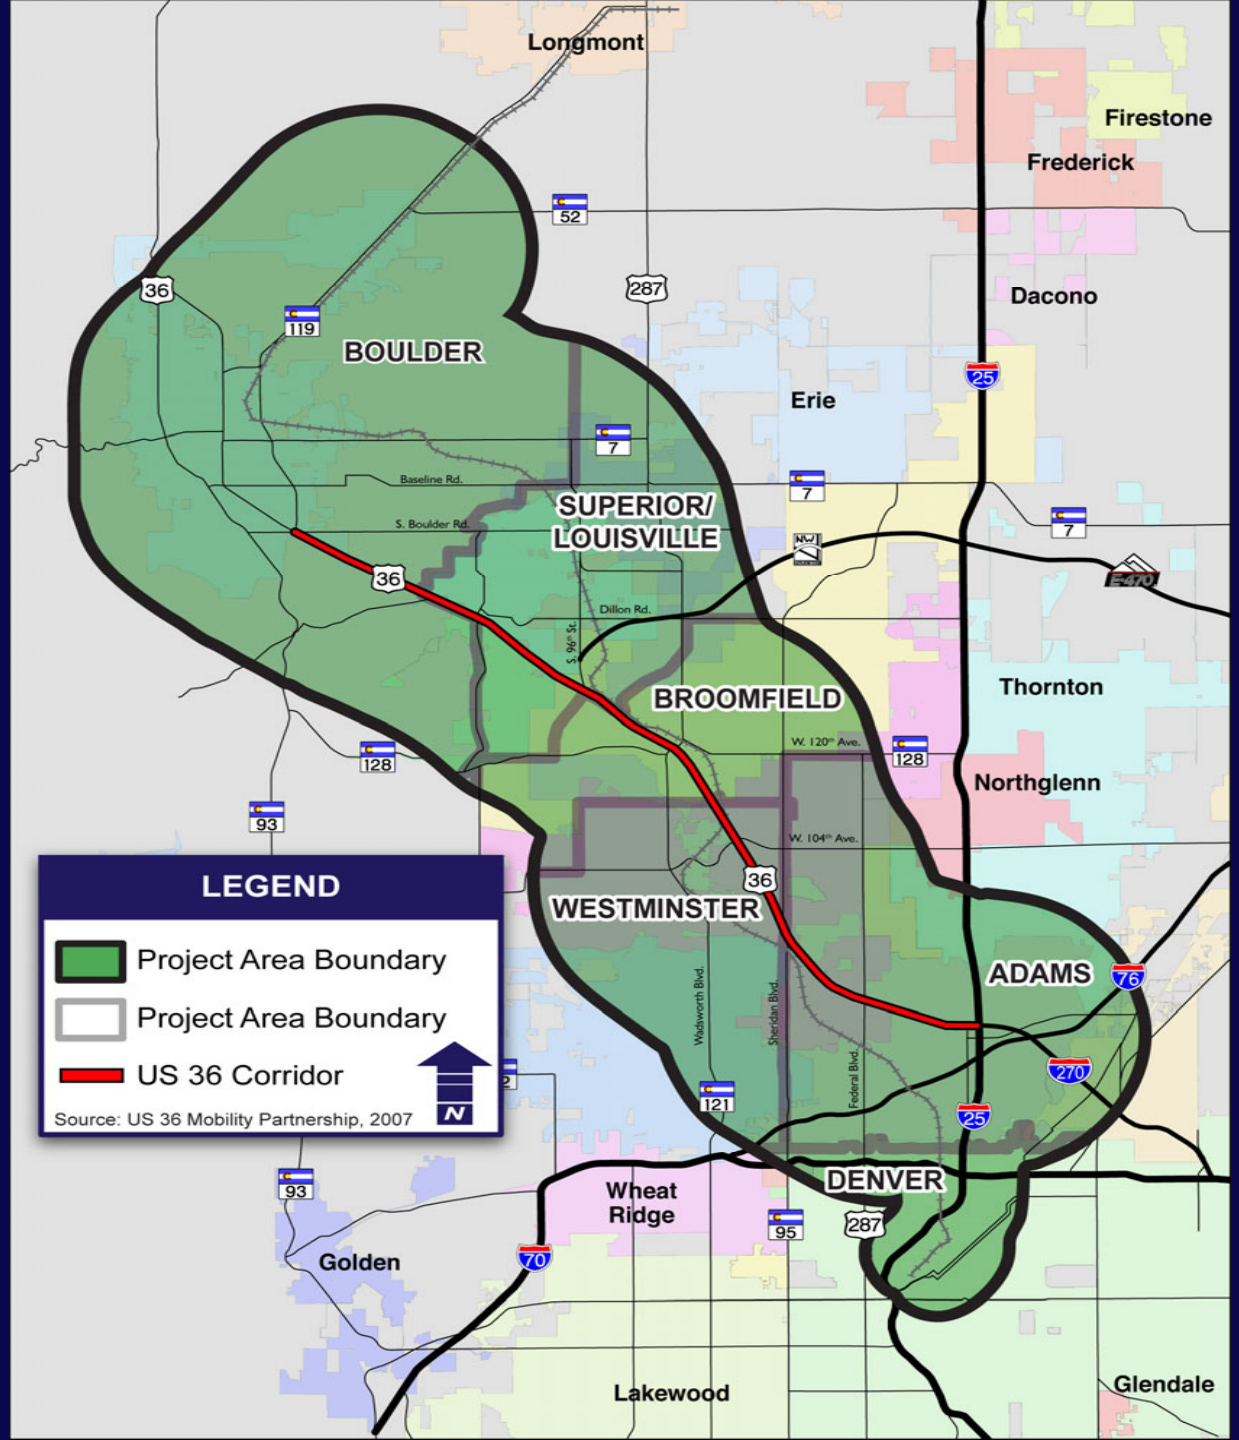 Longmont
Firestone
Frederick
52
36
287
Dacono
119
BOULDER
25
Erie
7
Baseline Rd.
7
SUPERIOR/
LOUISVILLE
S. Boulder Rd.
7
NW
E-470
36
Dillon Rd.
S. 96th St.
Thornton
BROOMFIELD
W. 120th Ave.
128
128
Northglenn
93
W. 104th Ave.
36
WESTMINSTER
ADAMS
76
Wadsworth Blvd.
Sheridan Blvd.
Federal Blvd.
270
121
25
LEGEND
Project Area Boundary
Project Area Boundary
US 36 Corridor
N
Source: US 36 Mobility Partnership, 2007
2
93
DENVER
Wheat
Ridge
95
287
70
Golden
Lakewood
Glendale